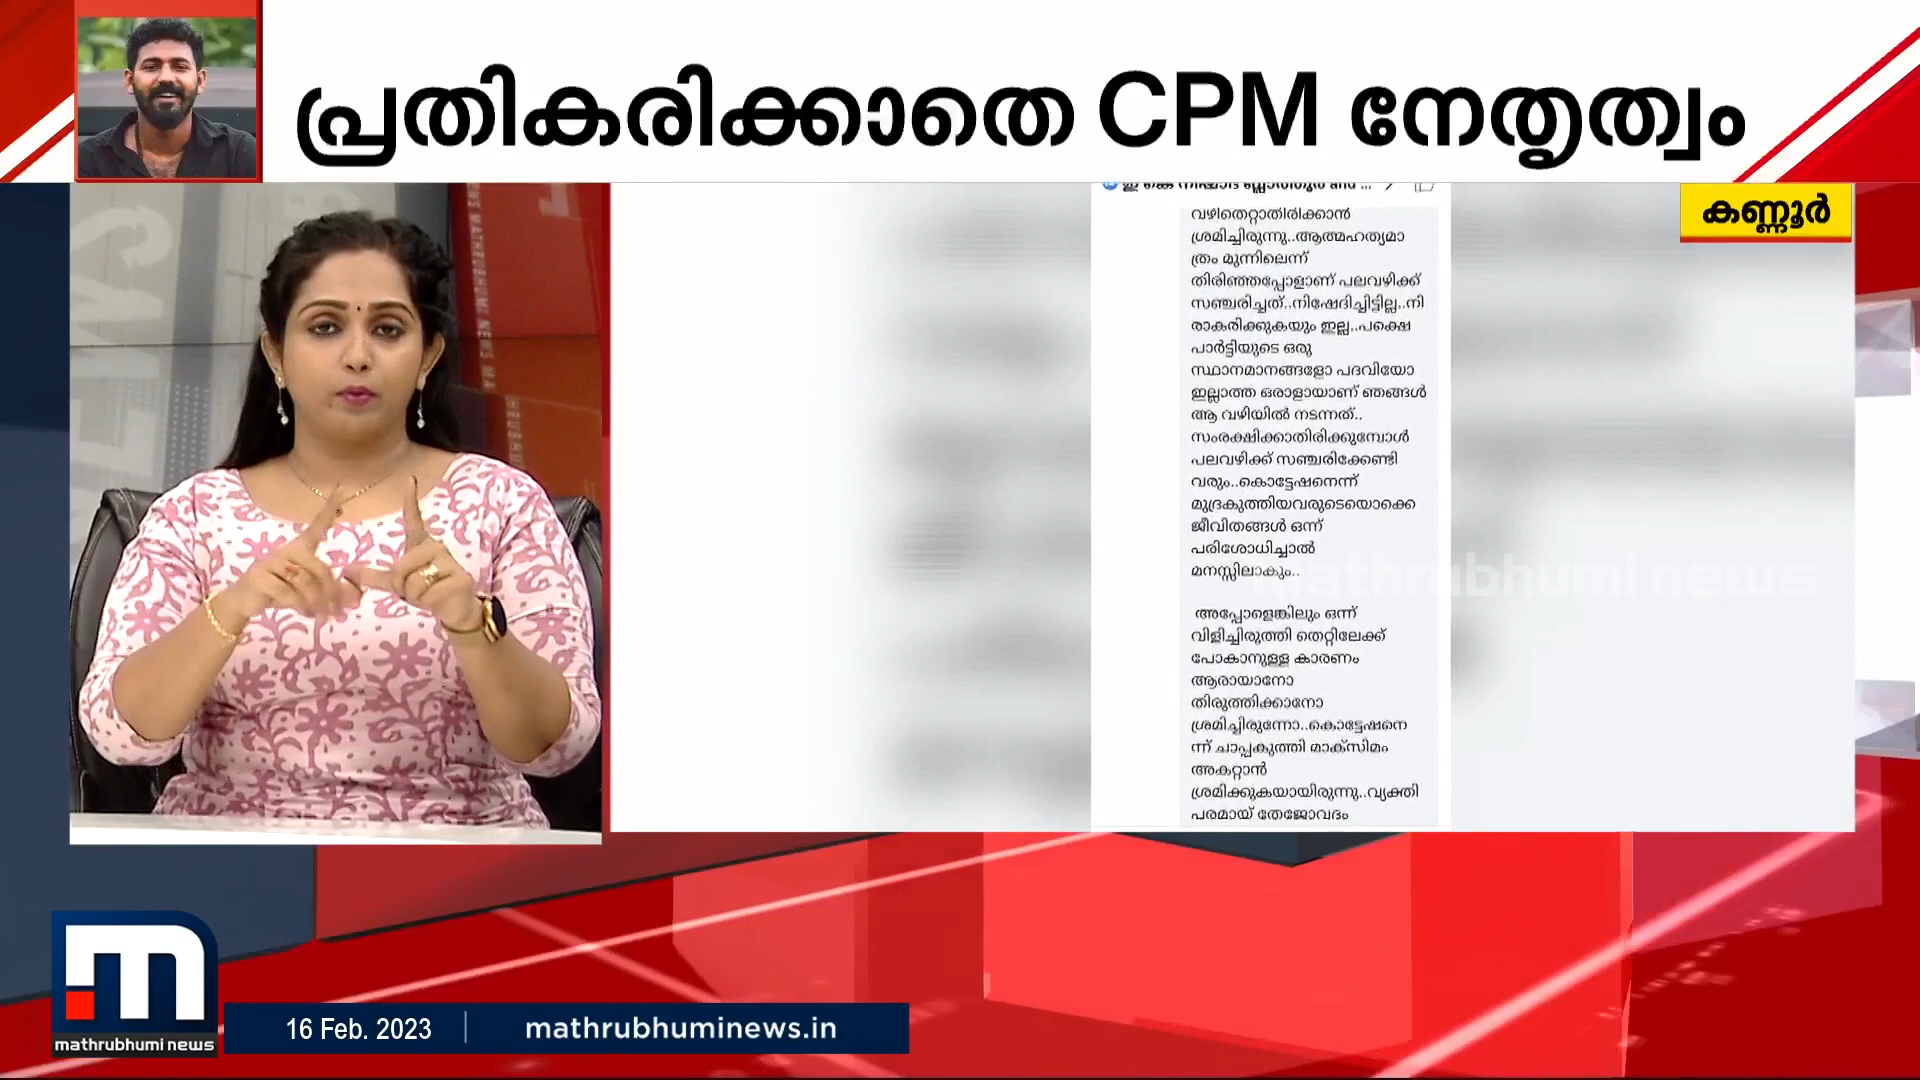 പ്രതികരിക്കാതെ CPM നേതൃത്വം
കണ്ണൂർ
വഴിതെറ്റാതിരിക്കാൻ
ശ്രമിച്ചിരുന്നു..ആത്മഹത്യമാ
ത്രം മുന്നിലെന്ന്
തിരിഞ്ഞപ്പോളാണ് പലവഴിക്ക്
സഞ്ചരിച്ചത്..നിഷേദിച്ചിട്ടില്ല..നി
രാകരിക്കുകയും ഇല്ല..പക്ഷെ
പാർട്ടിയുടെ ഒരു
സ്ഥാനമാനങ്ങളോ പദവിയോ
ഇല്ലാത്ത ഒരാളായാണ് ഞങ്ങൾ
ആ വഴിയിൽ നടന്നത്..
സംരക്ഷിക്കാതിരിക്കുമ്പോൾ
പലവഴിക്ക് സഞ്ചരിക്കേണ്ടി
വരും..കൊട്ടേഷനെന്ന്
മുദ്രകുത്തിയവരുടെയൊക്കെ
ജീവിതങ്ങൾ ഒന്ന്
പരിശോധിച്ചാൽ
മനസ്സിലാകും..
അപ്പോളെങ്കിലും ഒന്ന്
വിളിച്ചിരുത്തി തെറ്റിലേക്ക്
പോകാനുള്ള കാരണം
ആരായാനോ
തിരുത്തിക്കാനോ
ശ്രമിച്ചിരുന്നോ..കൊട്ടേഷനെ
ന്ന് ചാപ്പകുത്തി മാക്സിമം
അകറ്റാൻ
ശ്രമിക്കുകയായിരുന്നു..വ്യക്തി
പരമായ് തേജോവദം
mathrubhumi news
mathrubhumi news
16 Feb. 2023
mathrubhuminews.in